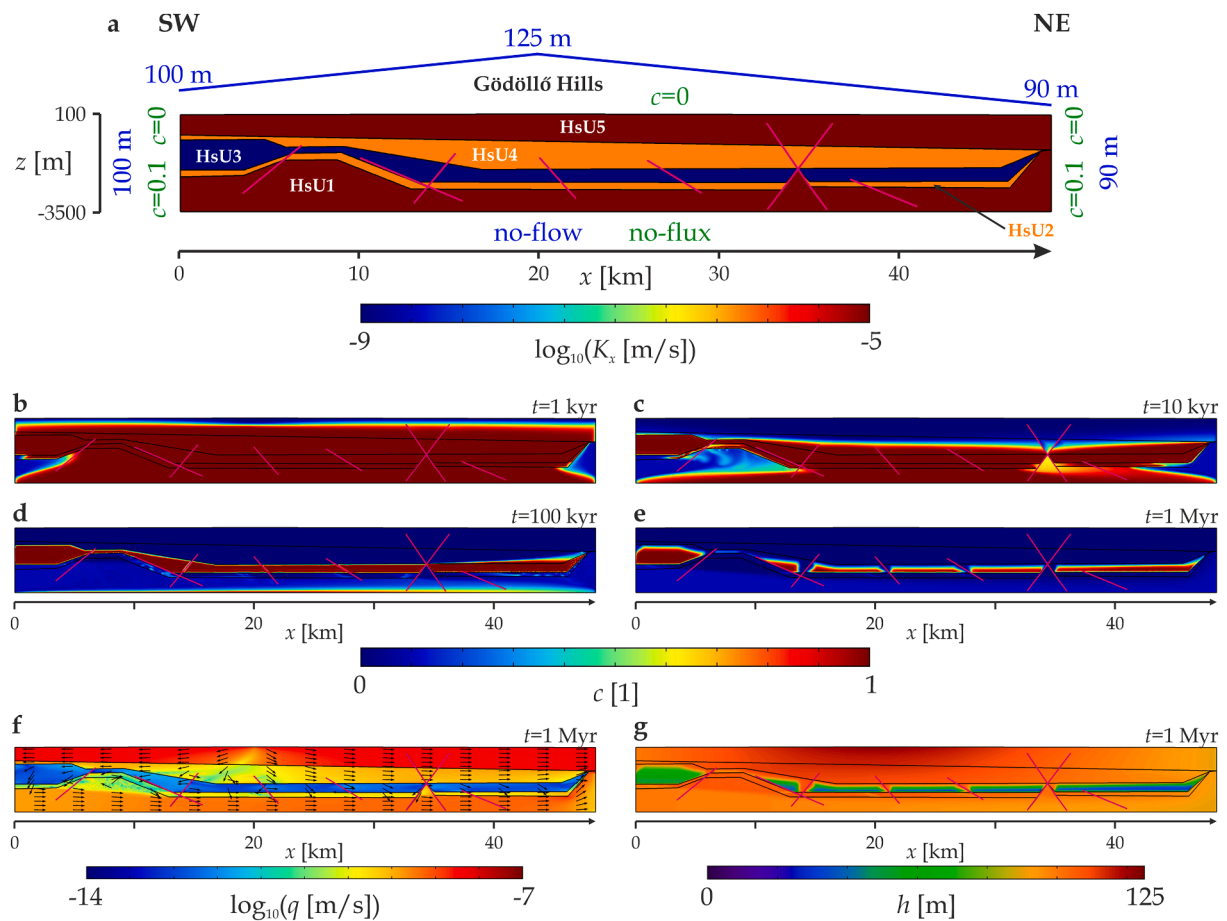 a SW NE
125 m
100 m 90 m
Gödöllő Hills
c=0
100 c=0 HsU5 c=0
z [m] 100 m HsU3 HsU4 90 m
c=0.1 HsU1 c=0.1
-3500
no-flow no-flux HsU2
0 10 20 30 40
x [km]
-9 -5
log₁₀(Kₓ [m/s])
b t=1 kyr c t=10 kyr
d t=100 kyr e t=1 Myr
0 20 40 0 20 40
x [km] x [km]
0 1
c [1]
f t=1 Myr g t=1 Myr
0 20 40 0 20 40
x [km] x [km]
-14 -7 0 125
log₁₀(q [m/s]) h [m]